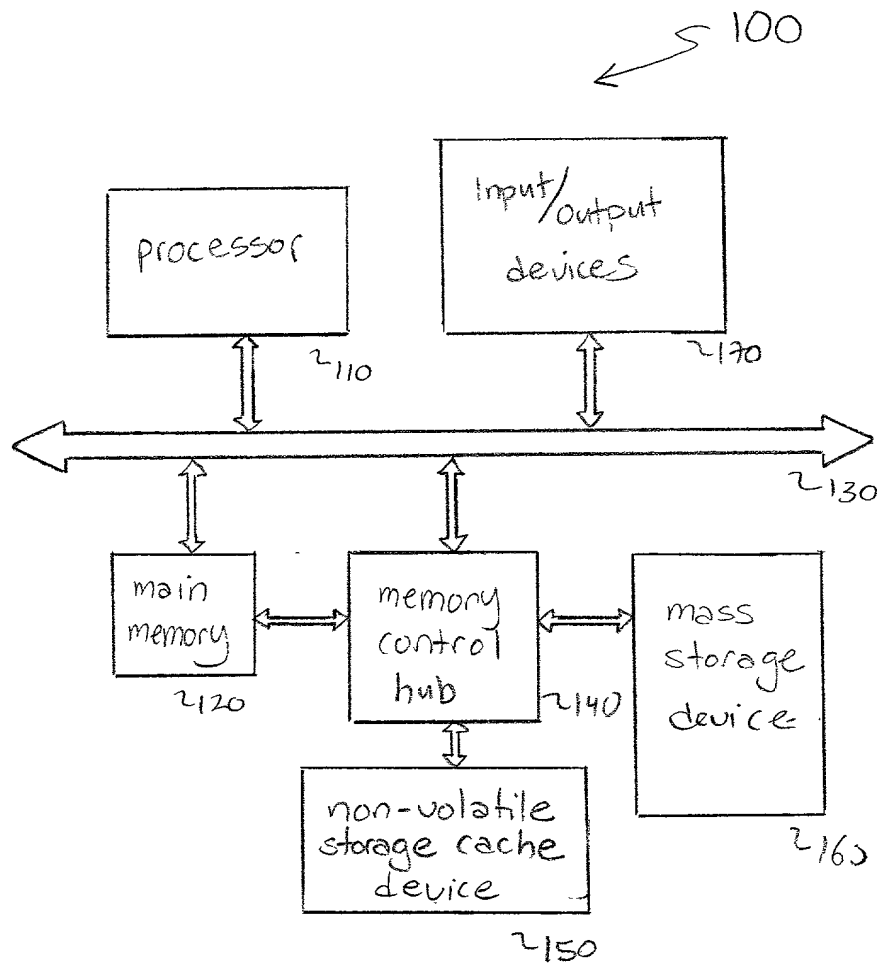 100
Input/output
devices
processor
110
170
130
main
memory
memory
control
hub
mass
storage
device
120
140
non-volatile
storage cache
device
160
150